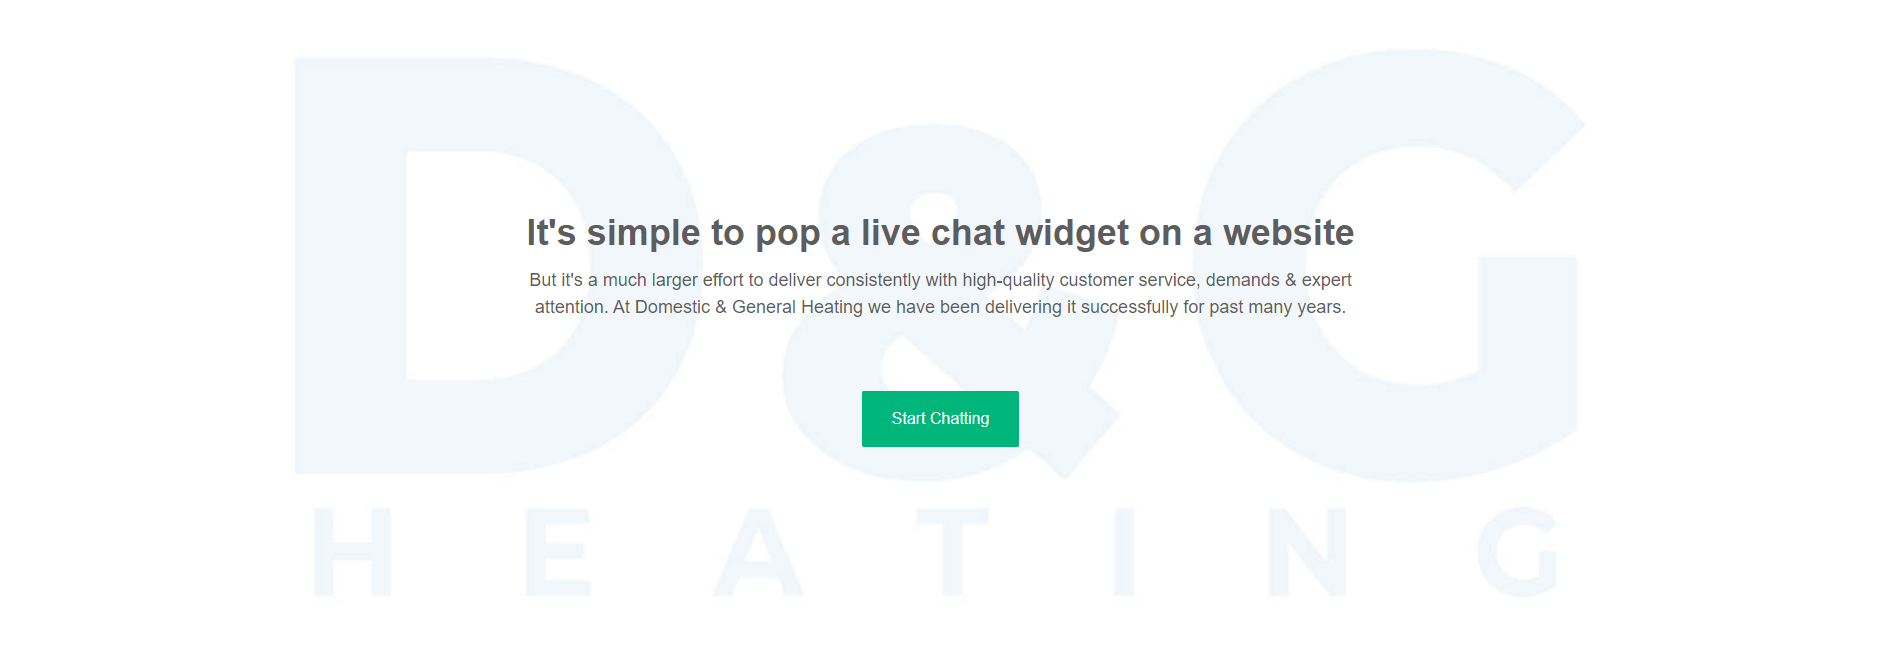 D&G
It's simple to pop a live chat widget on a website
But it's a much larger effort to deliver consistently with high-quality customer service, demands & expert
attention. At Domestic & General Heating we have been delivering it successfully for past many years.
Start Chatting
HEATING